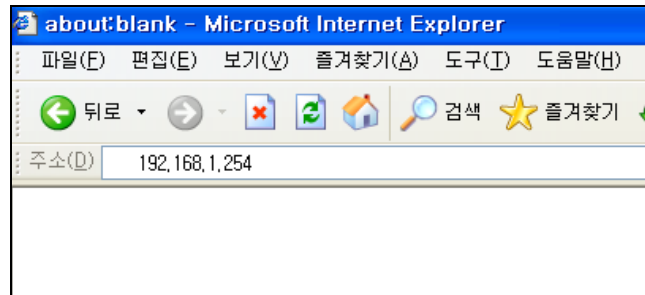 about:blank - Microsoft Internet Explorer
파일(F) 편집(E) 보기(V) 즐겨찾기(A) 도구(T) 도움말(H)
뒤로 검색 즐겨찾기
주소(D) 192,168,1,254